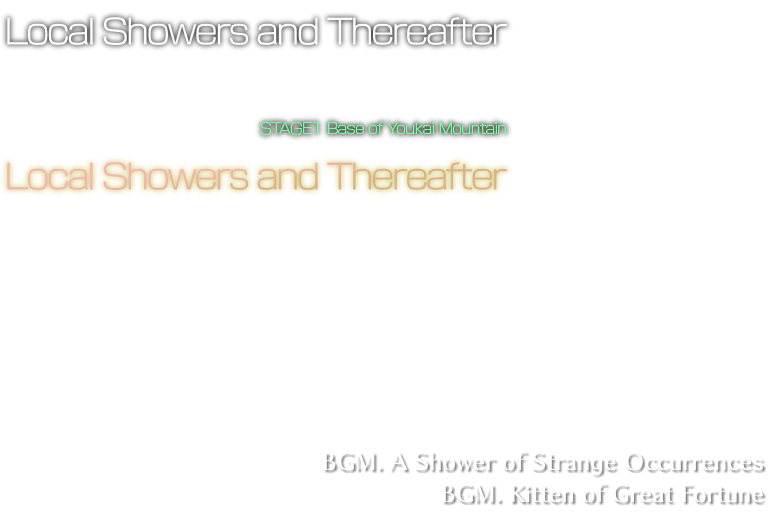 Local Showers and Thereafter
STAGE1 Base of Youkai Mountain
Local Showers and Thereafter
BGM. A Shower of Strange Occurrences
BGM. Kitten of Great Fortune